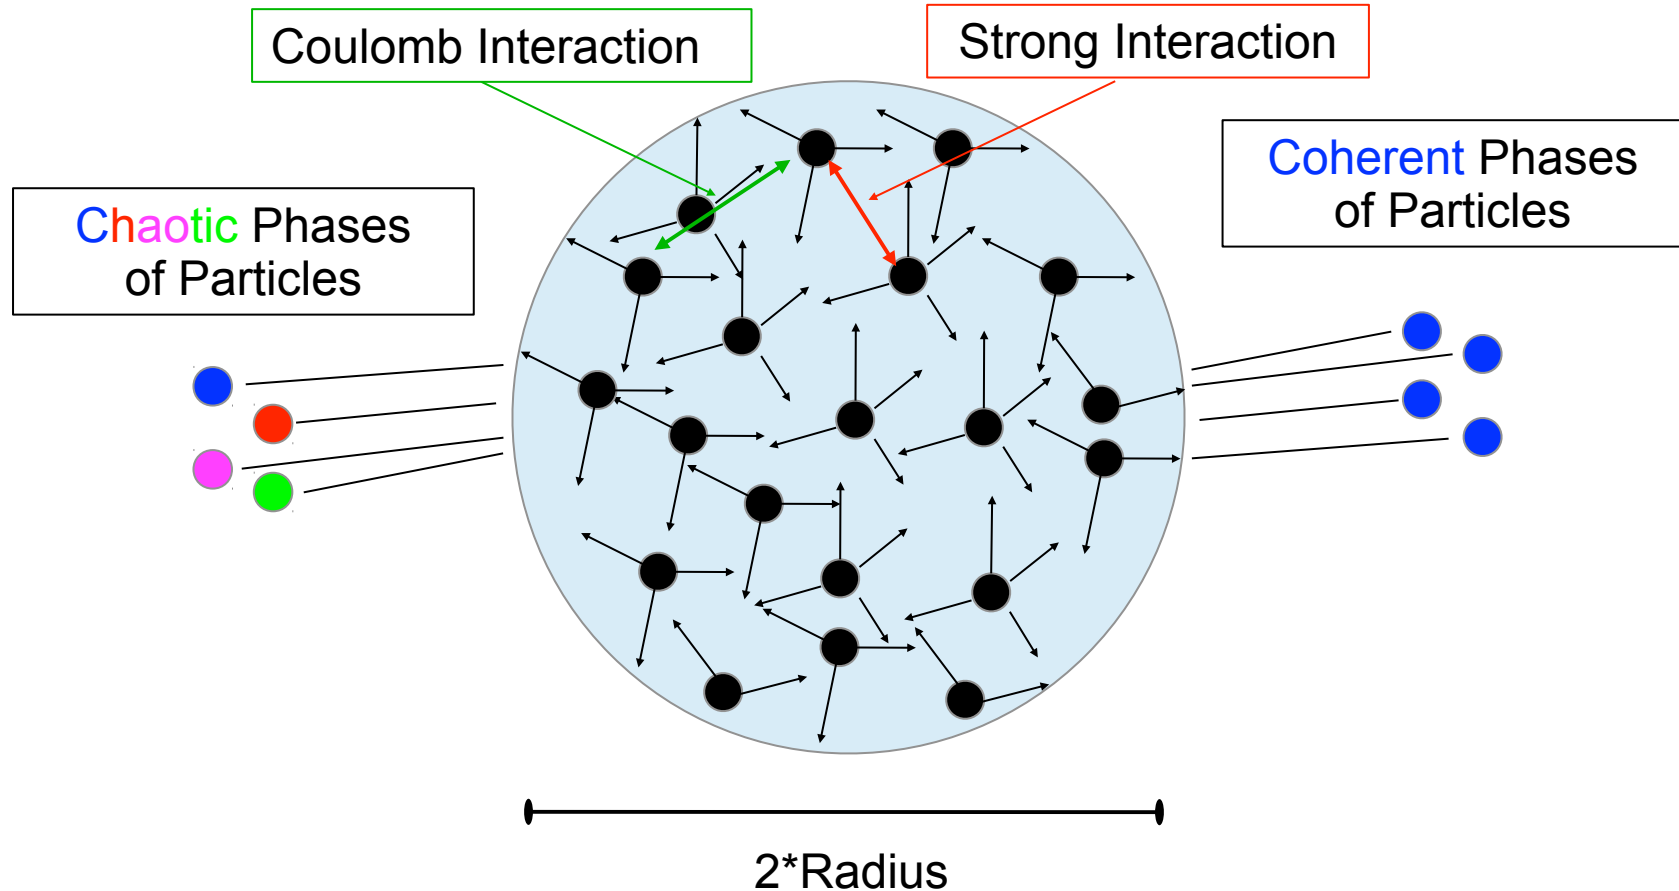 Coulomb Interaction
Strong Interaction
Chaotic Phases
of Particles
Coherent Phases
of Particles
2*Radius